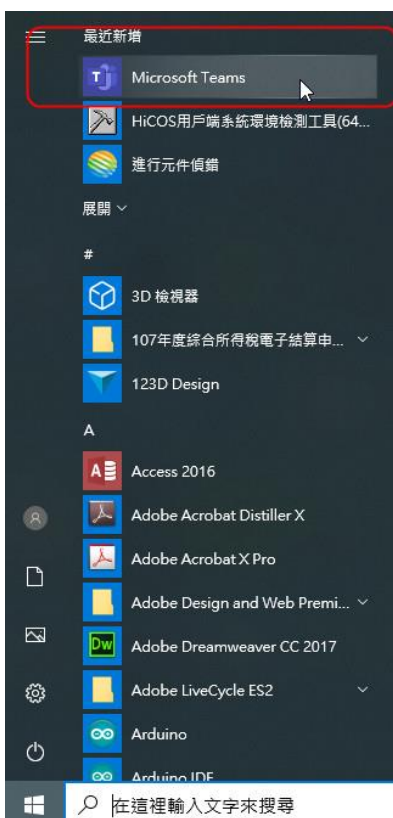 最近新增
Microsoft Teams
HiCOS用戶端系統環境檢測工具(64...
進行元件偵錯
展開
#
3D 檢視器
107年度綜合所得稅電子結算申...
123D Design
A
Access 2016
Adobe Acrobat Distiller X
Adobe Acrobat X Pro
Adobe Design and Web Premi...
Adobe Dreamweaver CC 2017
Adobe LiveCycle ES2
Arduino
Arduino IDE
在這裡輸入文字來搜尋